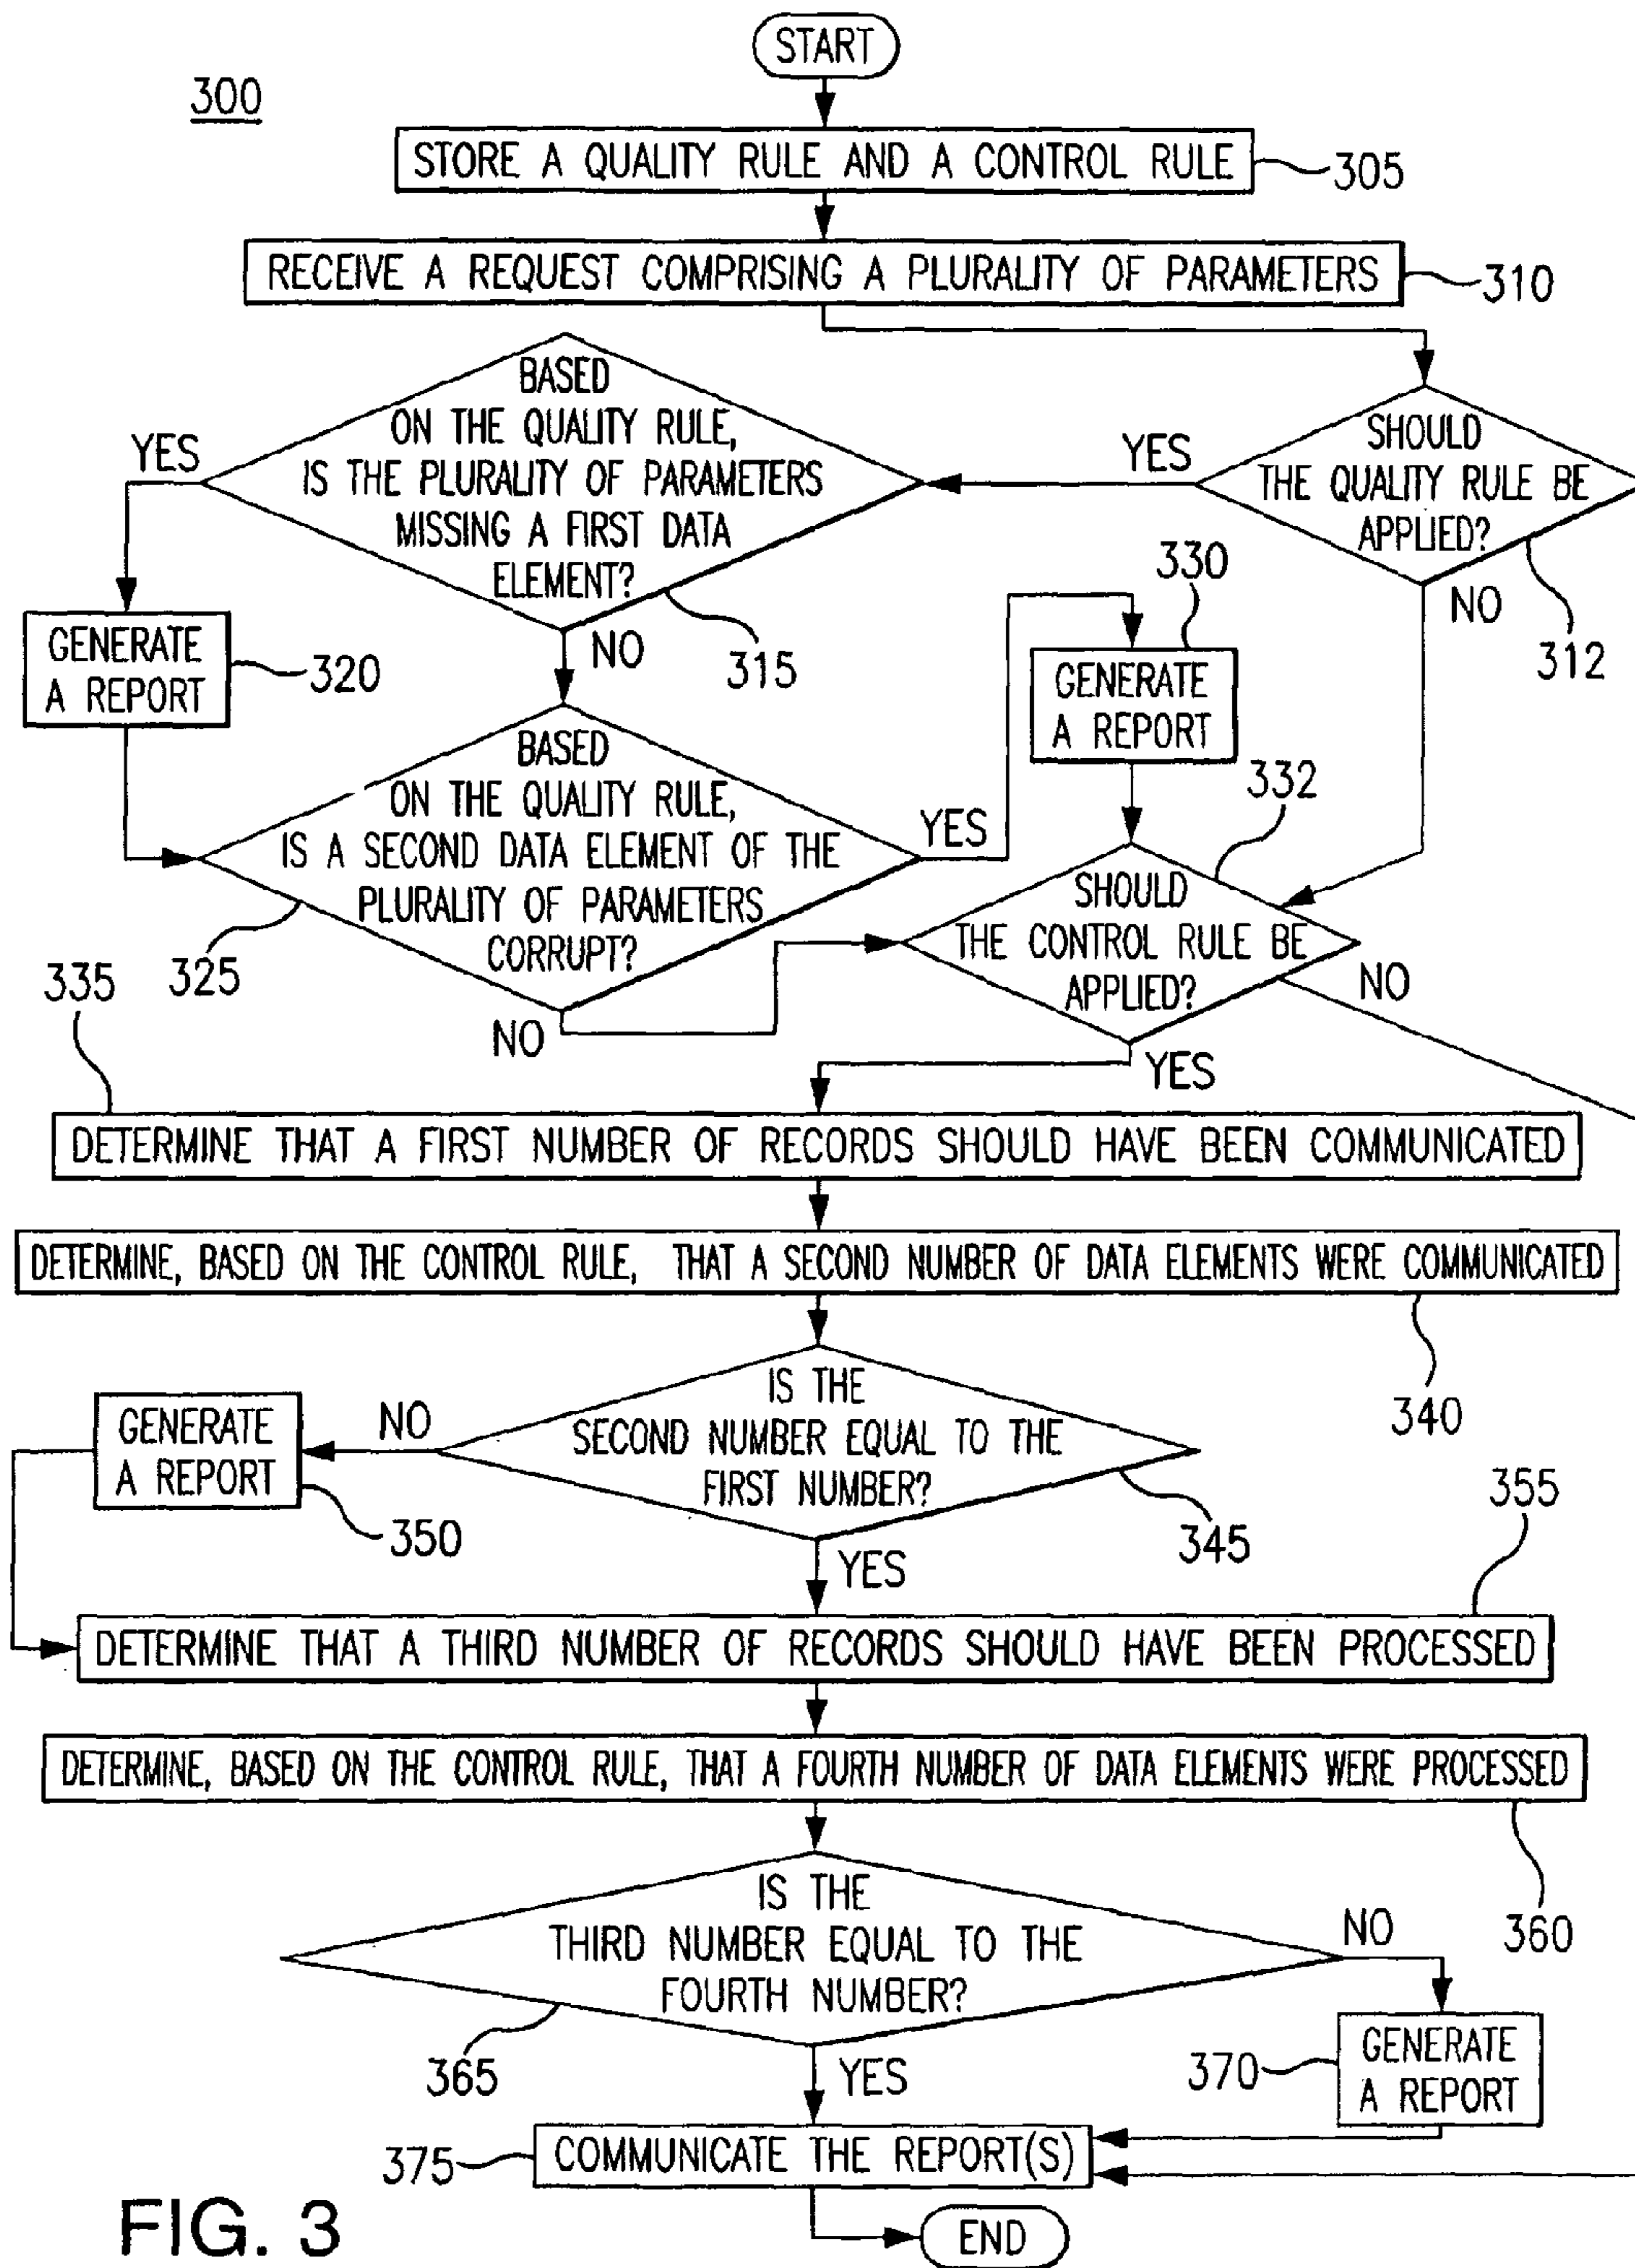 START
300
STORE A QUALITY RULE AND A CONTROL RULE
305
RECEIVE A REQUEST COMPRISING A PLURALITY OF PARAMETERS
310
SHOULD
THE QUALITY RULE BE
APPLIED?
YES
NO
312
BASED
ON THE QUALITY RULE,
IS THE PLURALITY OF PARAMETERS
MISSING A FIRST DATA
ELEMENT?
YES
NO
315
GENERATE
A REPORT
320
BASED
ON THE QUALITY RULE,
IS A SECOND DATA ELEMENT OF THE
PLURALITY OF PARAMETERS
CORRUPT?
YES
NO
325
330
GENERATE
A REPORT
332
SHOULD
THE CONTROL RULE BE
APPLIED?
NO
YES
335
DETERMINE THAT A FIRST NUMBER OF RECORDS SHOULD HAVE BEEN COMMUNICATED
DETERMINE, BASED ON THE CONTROL RULE, THAT A SECOND NUMBER OF DATA ELEMENTS WERE COMMUNICATED
340
IS THE
SECOND NUMBER EQUAL TO THE
FIRST NUMBER?
NO
YES
345
GENERATE
A REPORT
350
355
DETERMINE THAT A THIRD NUMBER OF RECORDS SHOULD HAVE BEEN PROCESSED
DETERMINE, BASED ON THE CONTROL RULE, THAT A FOURTH NUMBER OF DATA ELEMENTS WERE PROCESSED
360
IS THE
THIRD NUMBER EQUAL TO THE
FOURTH NUMBER?
NO
YES
365
370
GENERATE
A REPORT
375
COMMUNICATE THE REPORT(S)
END
FIG. 3